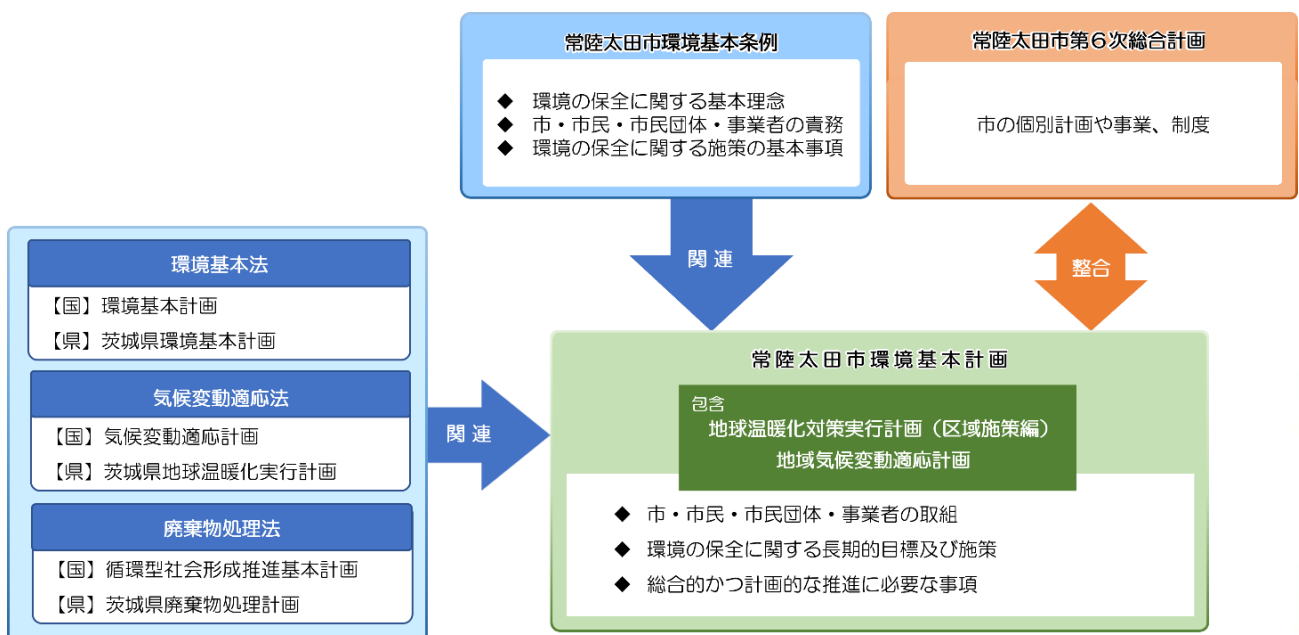 常陸太田市環境基本条例
◆ 環境の保全に関する基本理念
◆ 市・市民・市民団体・事業者の責務
◆ 環境の保全に関する施策の基本事項
常陸太田市第6次総合計画
市の個別計画や事業、制度
関連
整合
環境基本法
【国】環境基本計画
【県】茨城県環境基本計画
気候変動適応法
【国】気候変動適応計画
【県】茨城県地球温暖化実行計画
廃棄物処理法
【国】循環型社会形成推進基本計画
【県】茨城県廃棄物処理計画
関連
常陸太田市環境基本計画
包含
地球温暖化対策実行計画（区域施策編）
地域気候変動適応計画
◆ 市・市民・市民団体・事業者の取組
◆ 環境の保全に関する長期的目標及び施策
◆ 総合的かつ計画的な推進に必要な事項